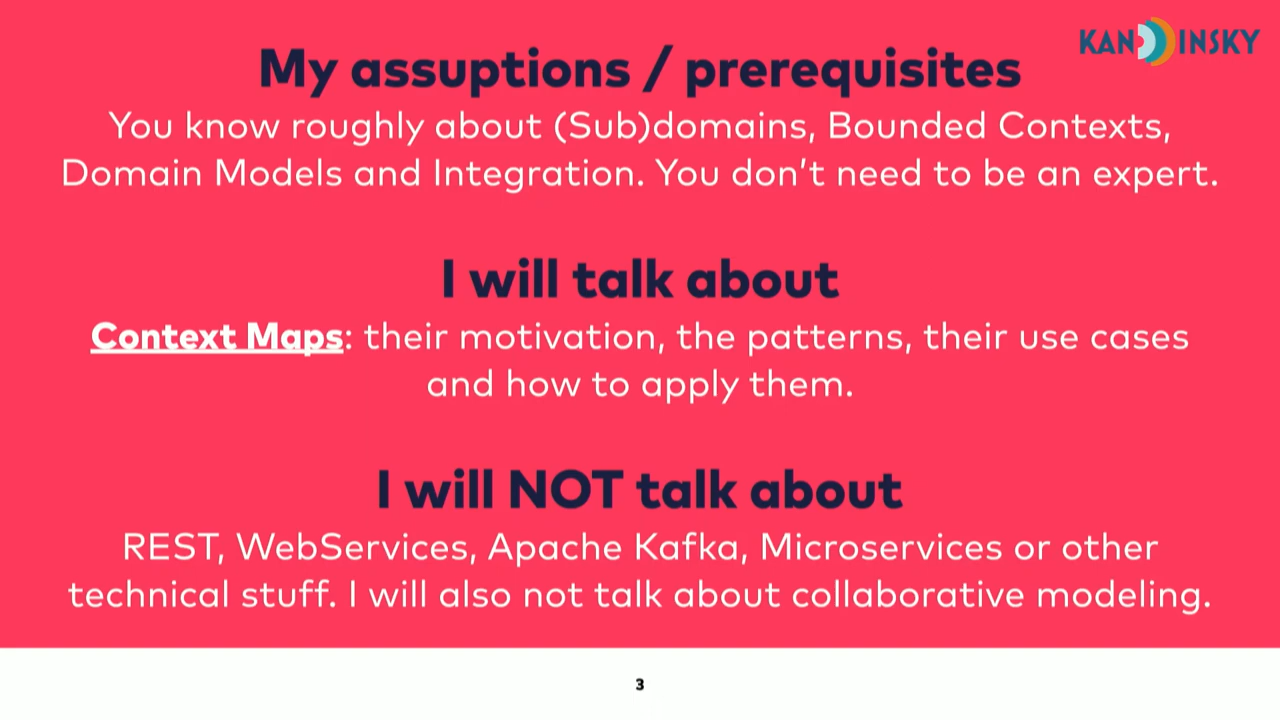 KANDDINSKY
My assuptions / prerequisites
You know roughly about (Sub)domains, Bounded Contexts,
Domain Models and Integration. You don’t need to be an expert.
I will talk about
Context Maps: their motivation, the patterns, their use cases
and how to apply them.
I will NOT talk about
REST, WebServices, Apache Kafka, Microservices or other
technical stuff. I will also not talk about collaborative modeling.
3